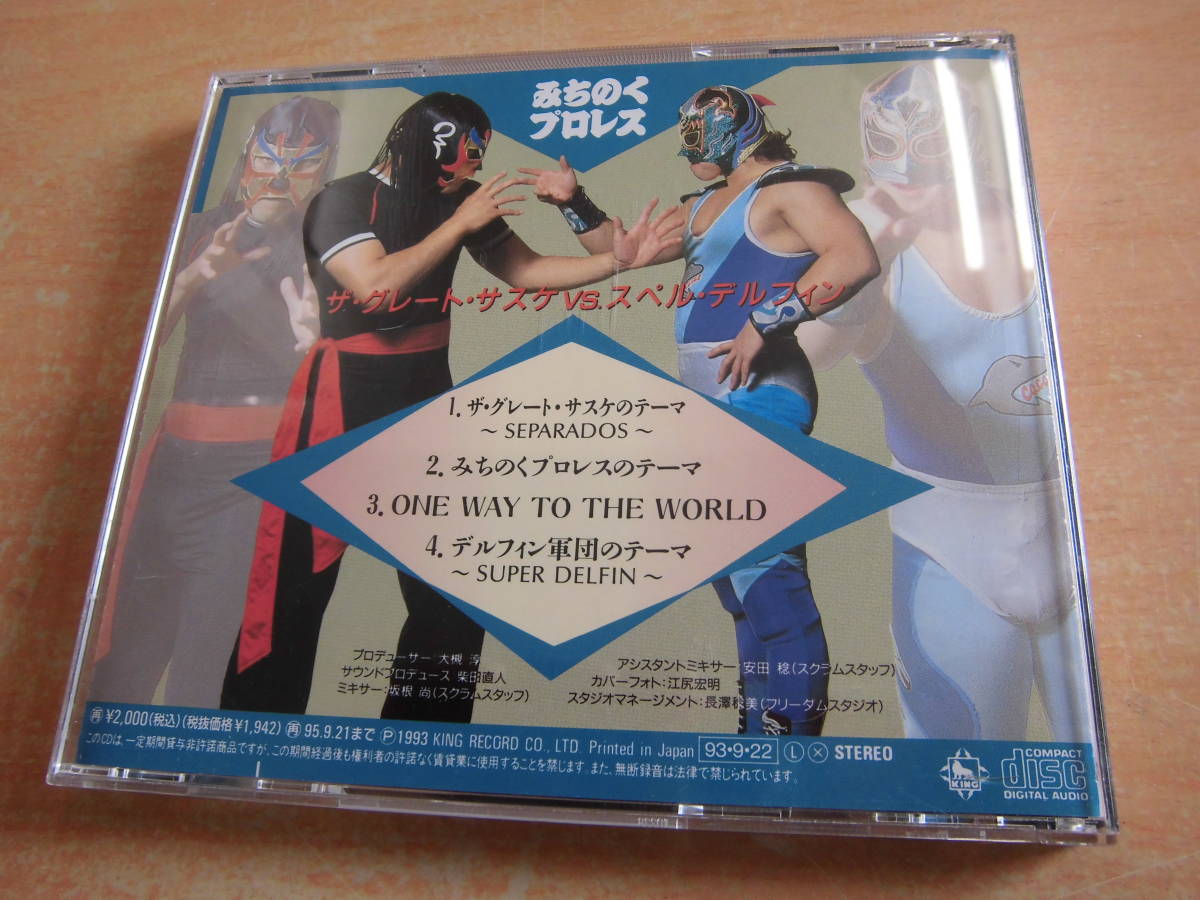 みちのく
プロレス
ザ・グレート・サスケVS.スペル・デルフィン
1. ザ・グレート・サスケのテーマ
～ SEPARADOS ～
2. みちのくプロレスのテーマ
3. ONE WAY TO THE WORLD
4. デルフィン軍団のテーマ
～ SUPER DELFIN ～
プロデューサー:大槻 淳
サウンドプロデュース 柴田直人
ミキサー:坂根 尚(スクラムスタッフ)
アシスタントミキサー:安田 稔(スクラムスタッフ)
カバーフォト:江尻宏明
スタジオマネージメント:長澤 美(フリーダムスタジオ)
再 ¥2,000(税込)(税抜価格¥1,942) 再 95.9.21まで Ⓟ1993 KING RECORD CO., LTD. Printed in Japan 93・9・22 Ⓛ Ⓧ STEREO
このCDは、一定期間貸与非許諾商品ですが、この期間経過後も権利者の許諾なく賃貸業に使用することを禁じます。また、無断録音は法律で禁じられています。
KING
COMPACT
disc
DIGITAL AUDIO